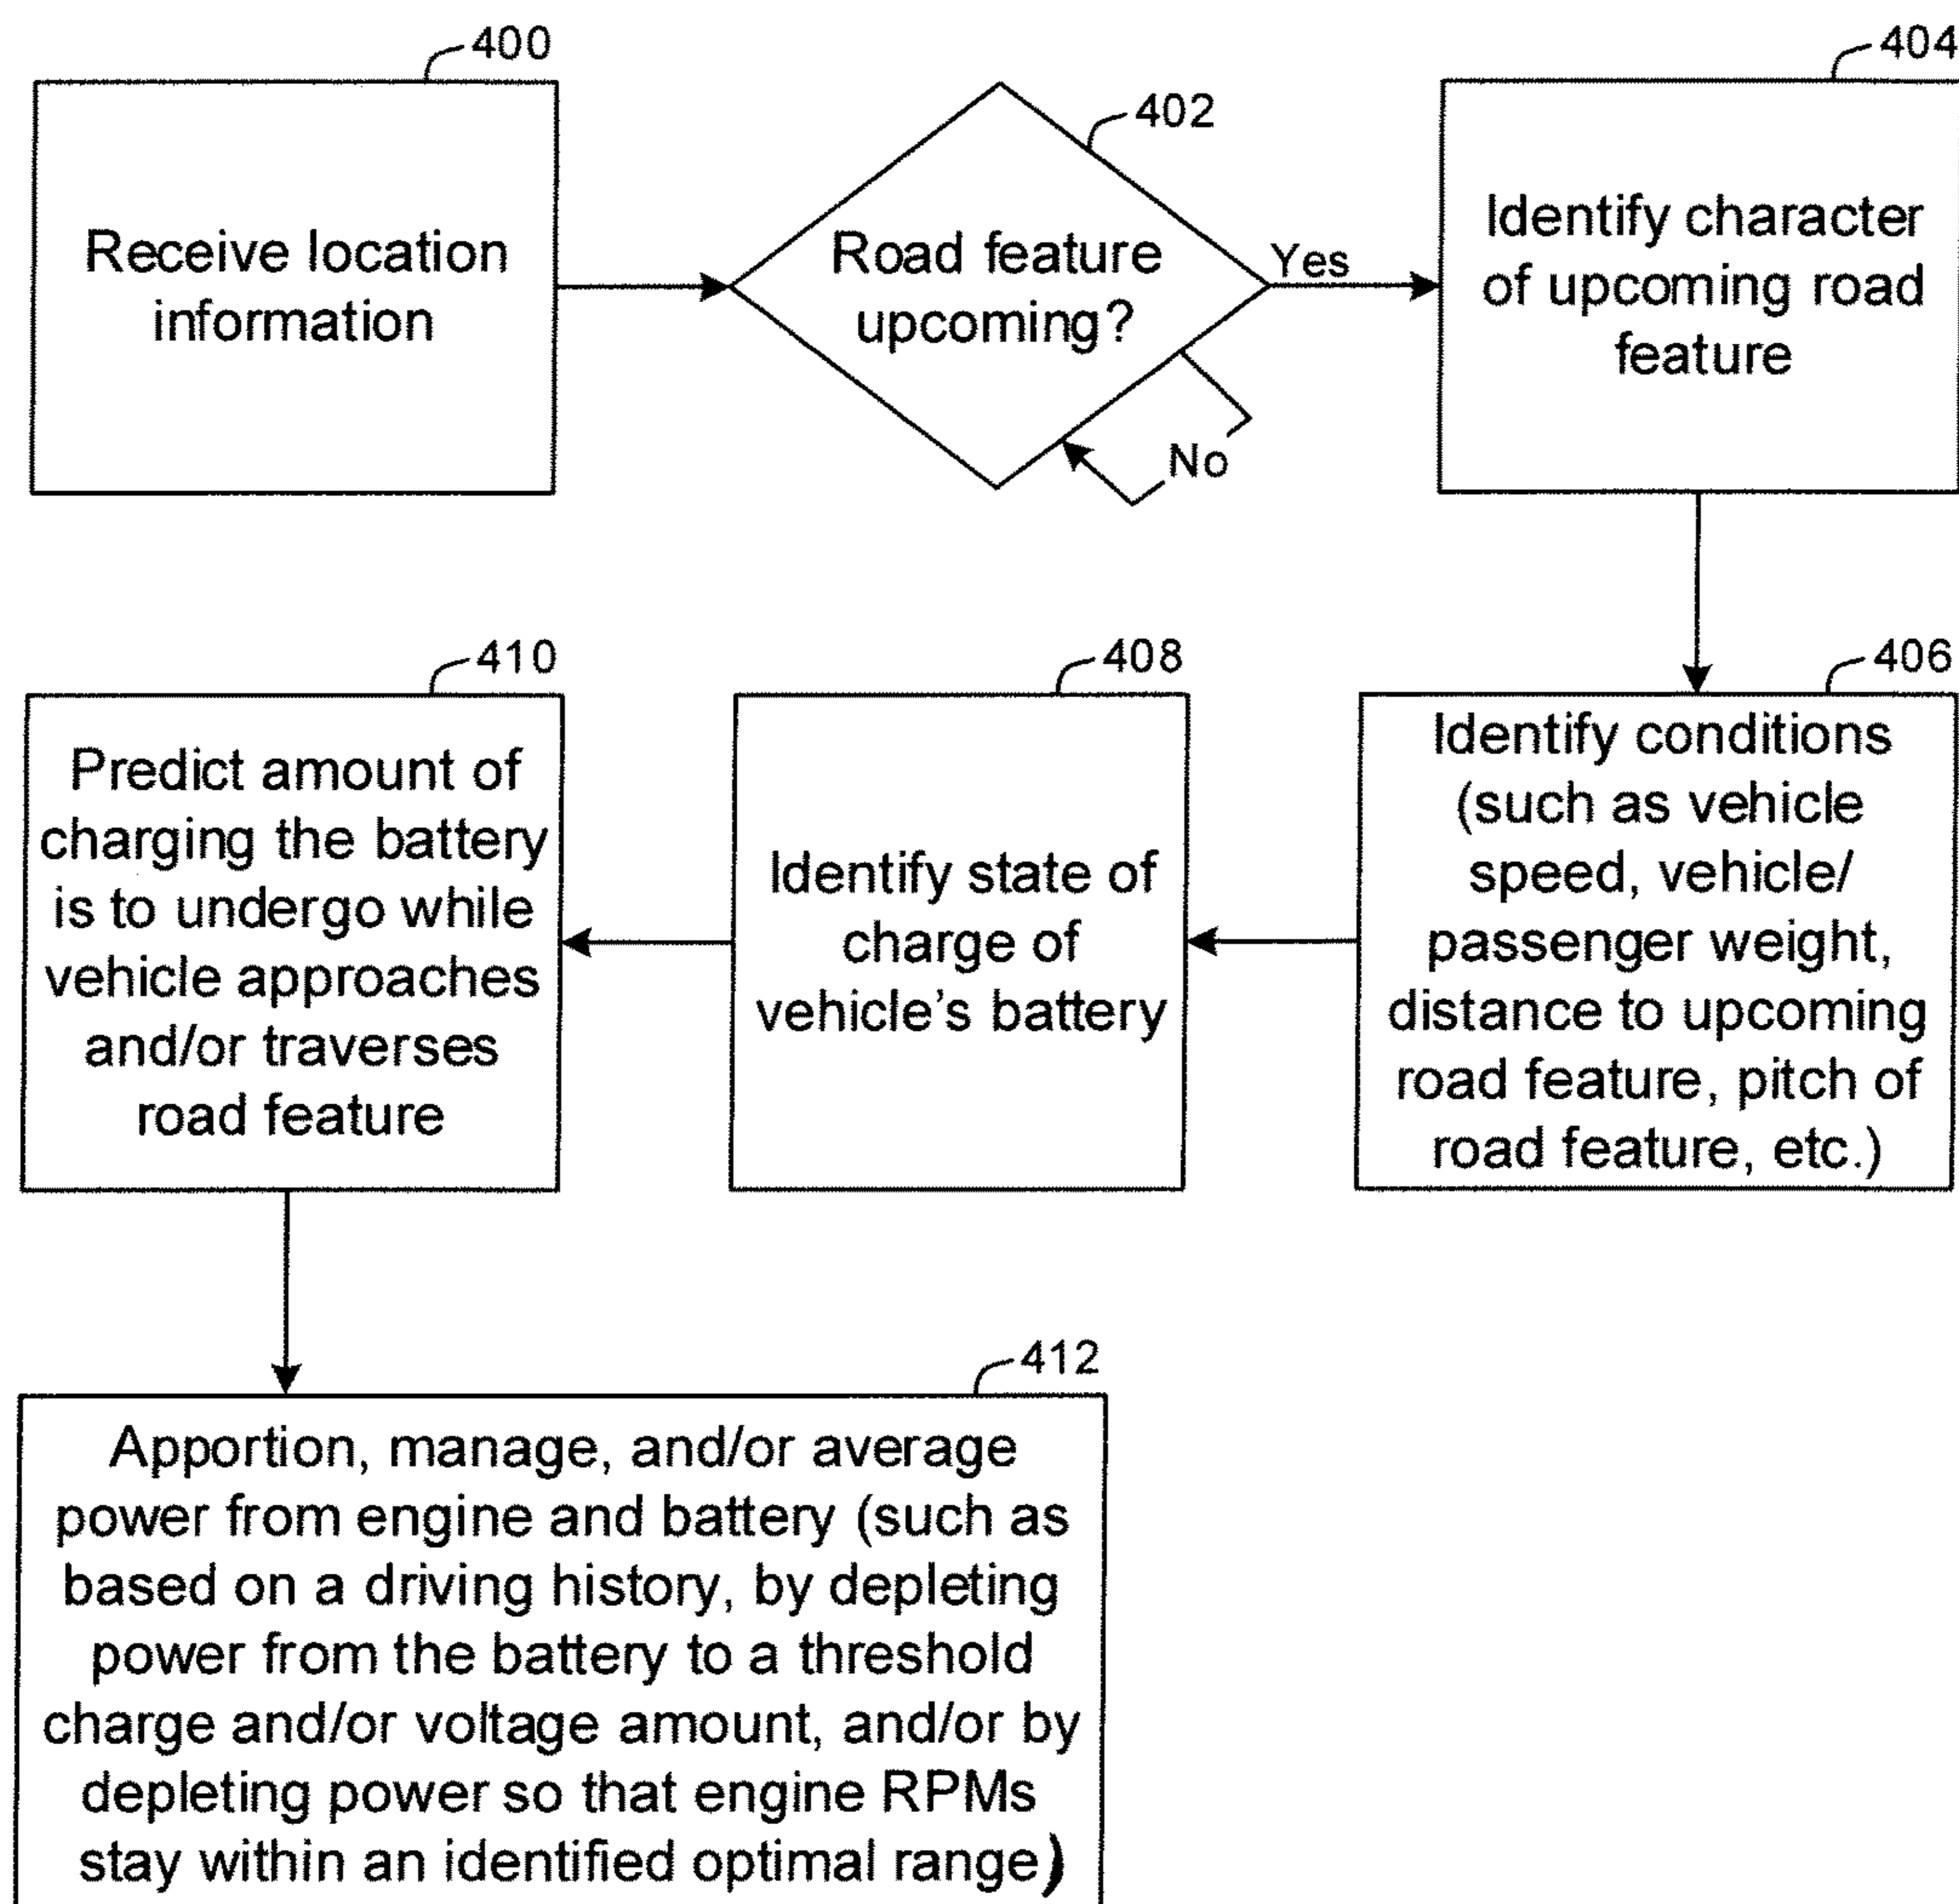 400
Receive location
information
402
Road feature
upcoming?
Yes
No
404
Identify character
of upcoming road
feature
406
Identify conditions
(such as vehicle
speed, vehicle/
passenger weight,
distance to upcoming
road feature, pitch of
road feature, etc.)
408
Identify state of
charge of
vehicle's battery
410
Predict amount of
charging the battery
is to undergo while
vehicle approaches
and/or traverses
road feature
412
Apportion, manage, and/or average
power from engine and battery (such as
based on a driving history, by depleting
power from the battery to a threshold
charge and/or voltage amount, and/or by
depleting power so that engine RPMs
stay within an identified optimal range)